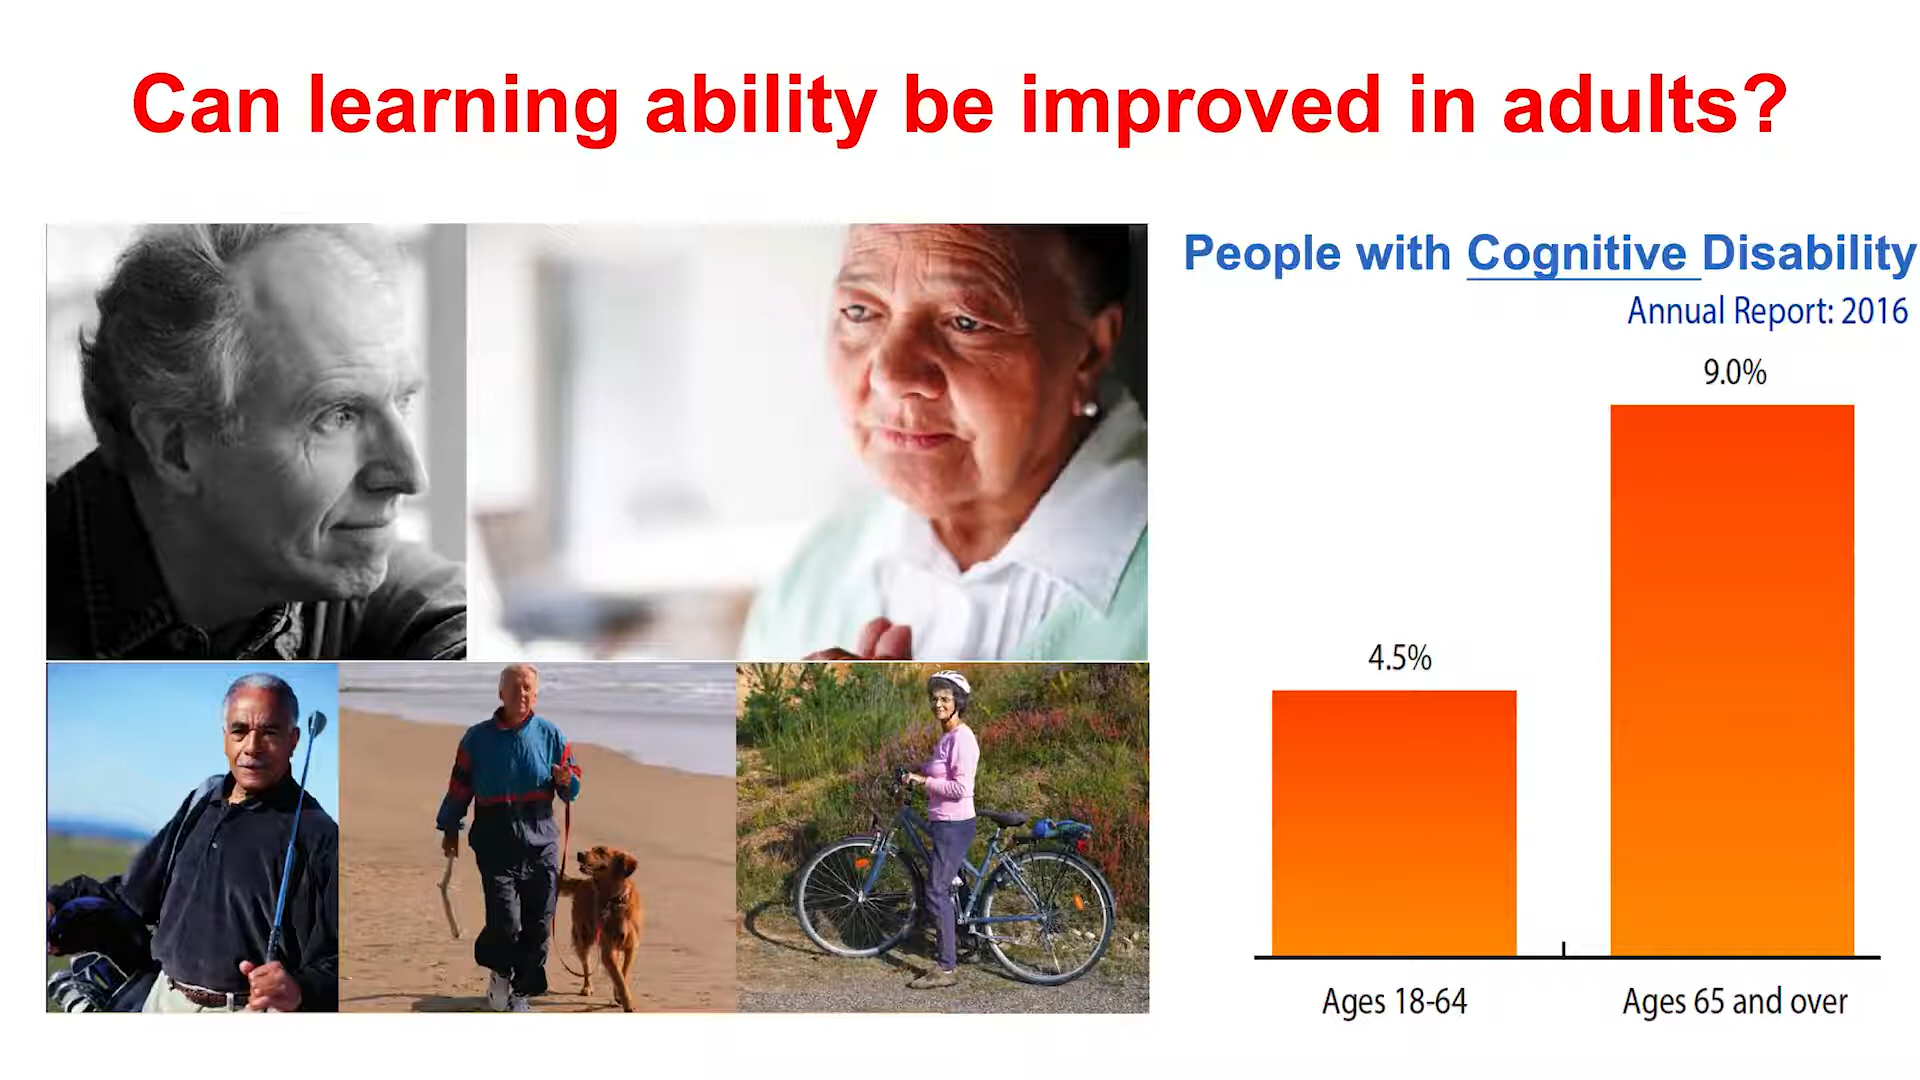 Can learning ability be improved in adults?
People with Cognitive Disability
Annual Report: 2016
9.0%
4.5%
Ages 18-64
Ages 65 and over